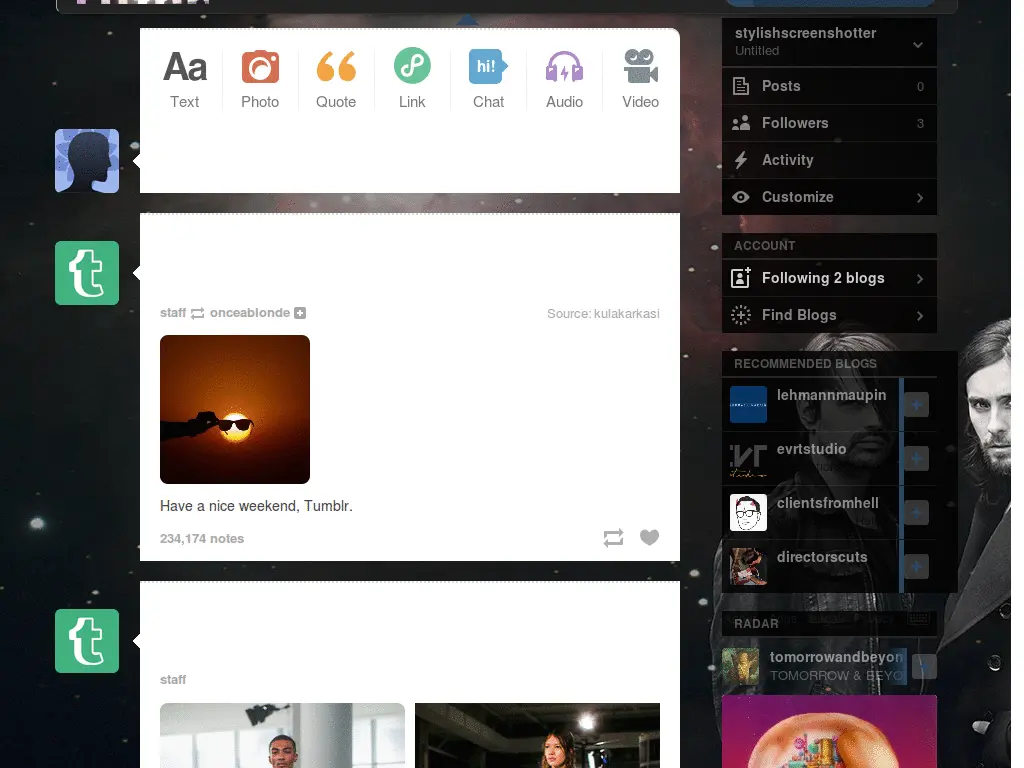 Aa
Text
Photo
Quote
Link
hi!
Chat
Audio
Video
staff onceablonde
Source: kulakarkasi
Have a nice weekend, Tumblr.
234,174 notes
staff
stylishscreenshotter
Untitled
Posts 0
Followers 3
Activity
Customize
ACCOUNT
Following 2 blogs
Find Blogs
RECOMMENDED BLOGS
lehmannmaupin
evrtstudio
clientsfromhell
directorscuts
RADAR
tomorrowandbeyon
TOMORROW & BEYO